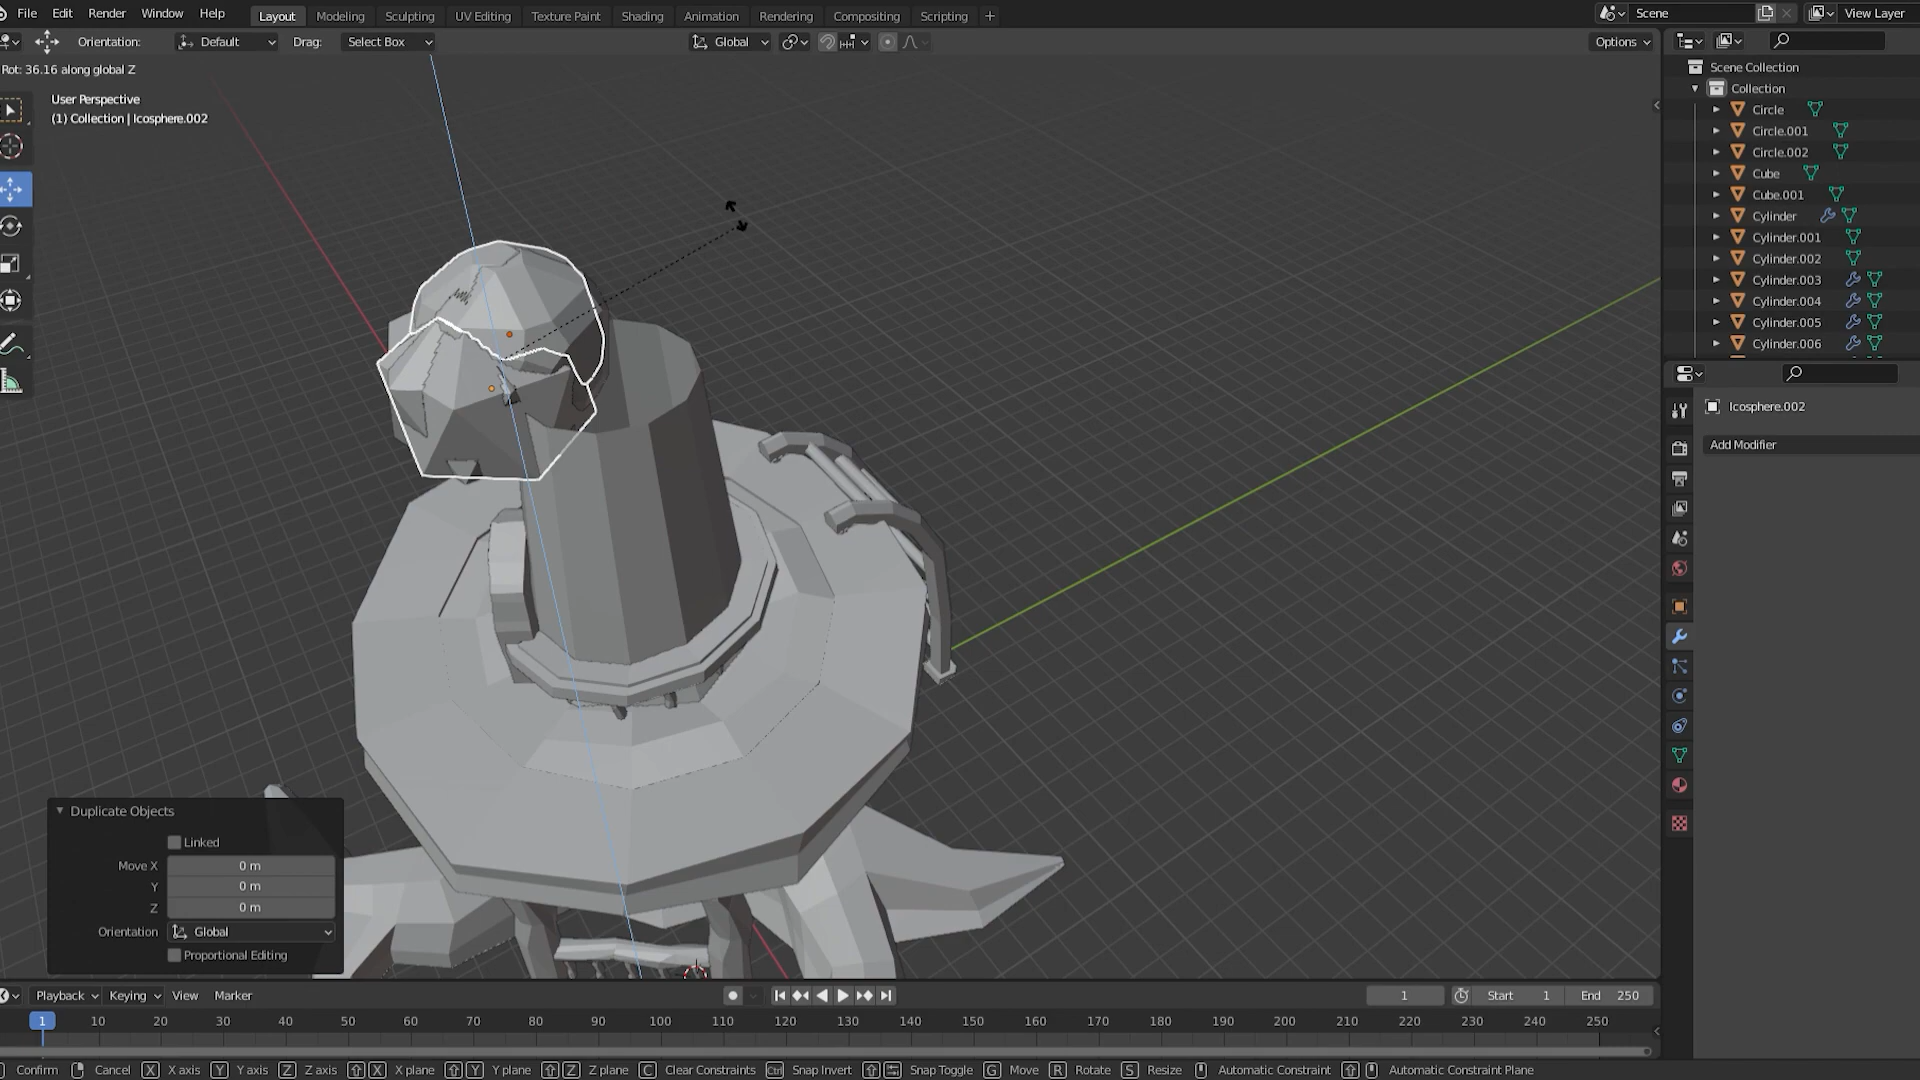 File Edit Render Window Help Layout Modeling Sculpting UV Editing Texture Paint Shading Animation Rendering Compositing Scripting + Scene View Layer
Orientation: Default Drag: Select Box Global Options
Rot: 36.16 along global Z
User Perspective
(1) Collection | Icosphere.002
Scene Collection
Collection
Circle
Circle.001
Circle.002
Cube
Cube.001
Cylinder
Cylinder.001
Cylinder.002
Cylinder.003
Cylinder.004
Cylinder.005
Cylinder.006
Icosphere.002
Add Modifier
Duplicate Objects
Linked
Move X 0 m
Y 0 m
Z 0 m
Orientation Global
Proportional Editing
Playback Keying View Marker 1 Start 1 End 250
1 10 20 30 40 50 60 70 80 90 100 110 120 130 140 150 160 170 180 190 200 210 220 230 240 250
Confirm Cancel X X axis Y Y axis Z Z axis X X plane Y Y plane Z Z plane C Clear Constraints Ctrl Snap Invert Snap Toggle G Move R Rotate S Resize Automatic Constraint Automatic Constraint Plane